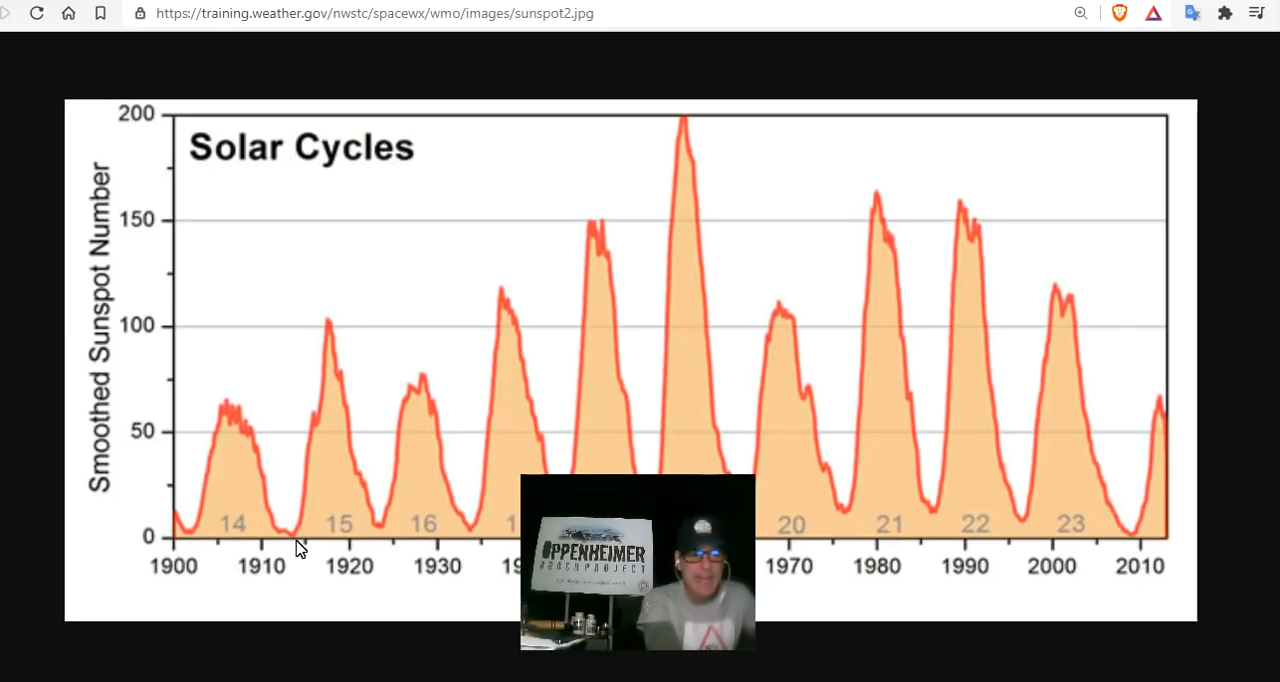 https://training.weather.gov/nwstc/spacewx/wmo/images/sunspot2.jpg
Solar Cycles
Smoothed Sunspot Number
200
150
100
50
0
14 15 16 1 20 21 22 23
1900 1910 1920 1930 19 1970 1980 1990 2000 2010
OPPENHEIMER
RANCH PROJECT